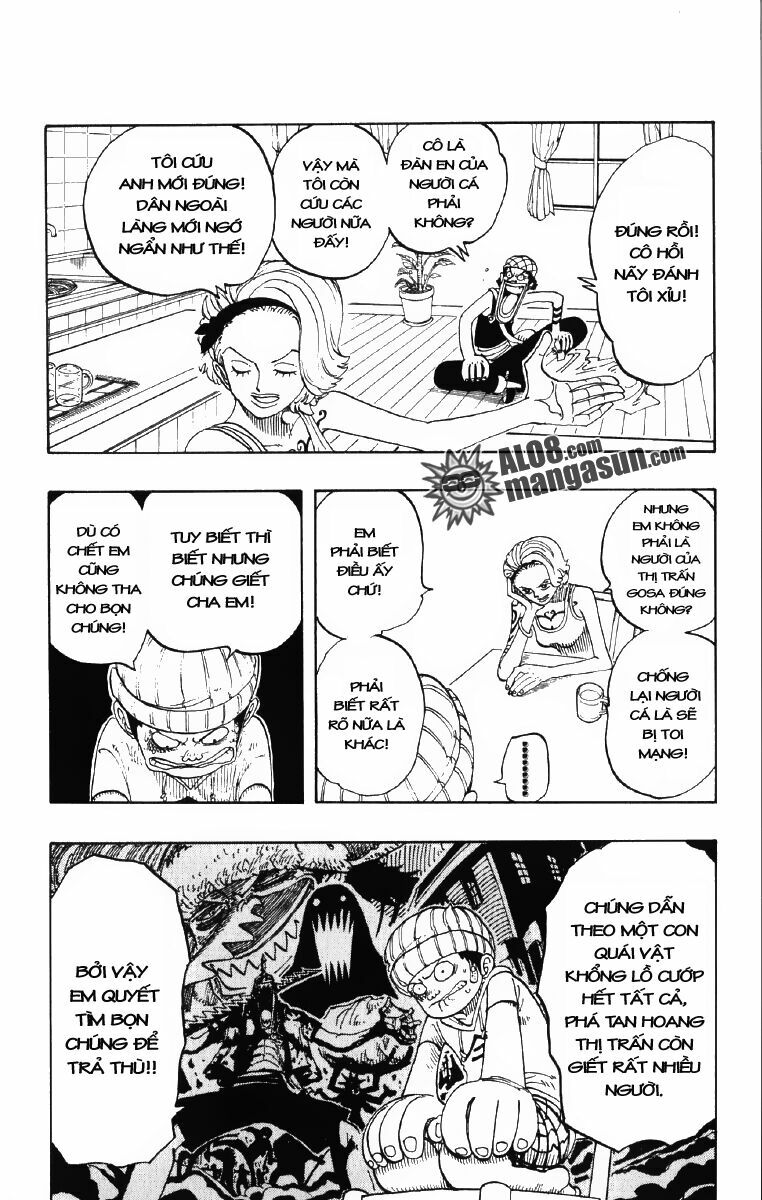 ĐÚNG RỒI!
CÔ HỒI
NÃY ĐÁNH
TÔI XỈU!
CÔ LÀ
ĐÀN EN CỦA
NGƯỜI CÁ
PHẢI
KHÔNG?
VẬY MÀ
TÔI CÒN
CỨU CÁC
NGƯỜI NỮA
ĐẤY!
TÔI CỨU
ANH MỚI ĐÚNG!
DÂN NGOÀI
LÀNG MỚI NGỚ
NGẨN NHƯ THẾ!
AL08.com
mangasun.com
NHƯNG
EM KHÔNG
PHẢI LÀ
NGƯỜI CỦA
THỊ TRẤN
GOSA ĐÚNG
KHÔNG?
CHỐNG
LẠI NGƯỜI
CÁ LÀ SẼ
BỊ TOI
MẠNG!
EM
PHẢI BIẾT
ĐIỀU ẤY
CHỨ!
PHẢI
BIẾT RẤT
RÕ NỮA LÀ
KHÁC!
TUY BIẾT THÌ
BIẾT NHƯNG
CHÚNG GIẾT
CHA EM!
DÙ CÓ
CHẾT EM
CŨNG
KHÔNG THA
CHO BỌN
CHÚNG!
CHÚNG DẪN
THEO MỘT CON
QUÁI VẬT
KHỔNG LỒ CƯỚP
HẾT TẤT CẢ,
PHÁ TAN HOANG
THỊ TRẤN CÒN
GIẾT RẤT NHIỀU
NGƯỜI.
BỞI VẬY
EM QUYẾT
TÌM BỌN
CHÚNG ĐỂ
TRẢ THÙ!!